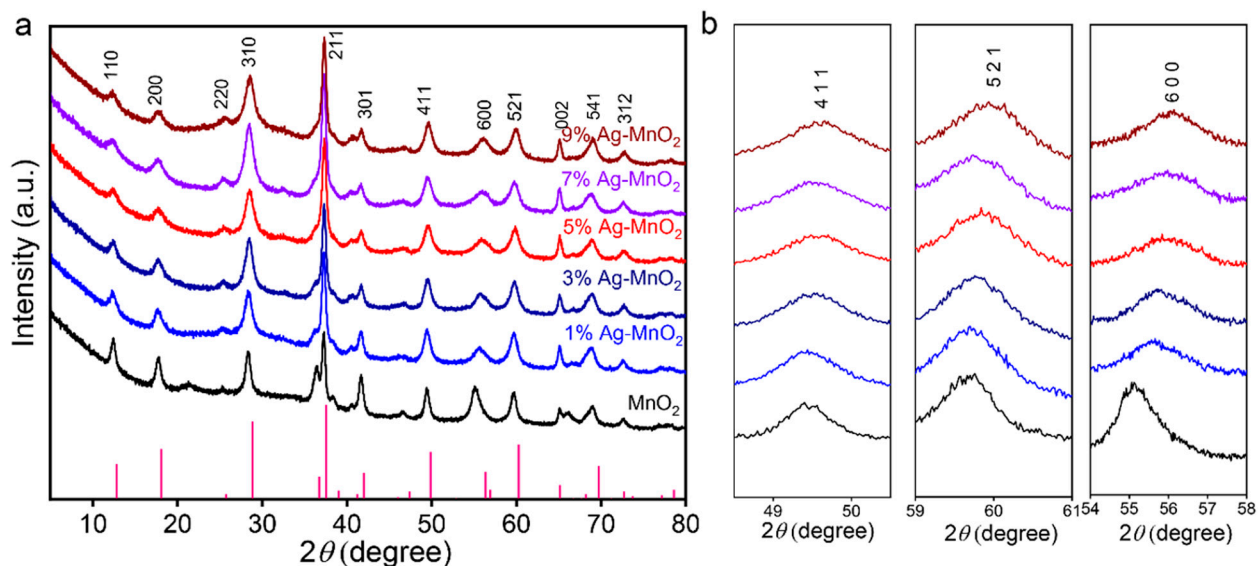 a
Intensity (a.u.)
110
200
220
310
211
301
411
600
521
002
541
312
9% Ag-MnO₂
7% Ag-MnO₂
5% Ag-MnO₂
3% Ag-MnO₂
1% Ag-MnO₂
MnO₂
10 20 30 40 50 60 70 80
2θ (degree)
b
4 1 1
5 2 1
6 0 0
49 50
59 60 61
54 55 56 57 58
2θ (degree)
2θ (degree)
2θ (degree)